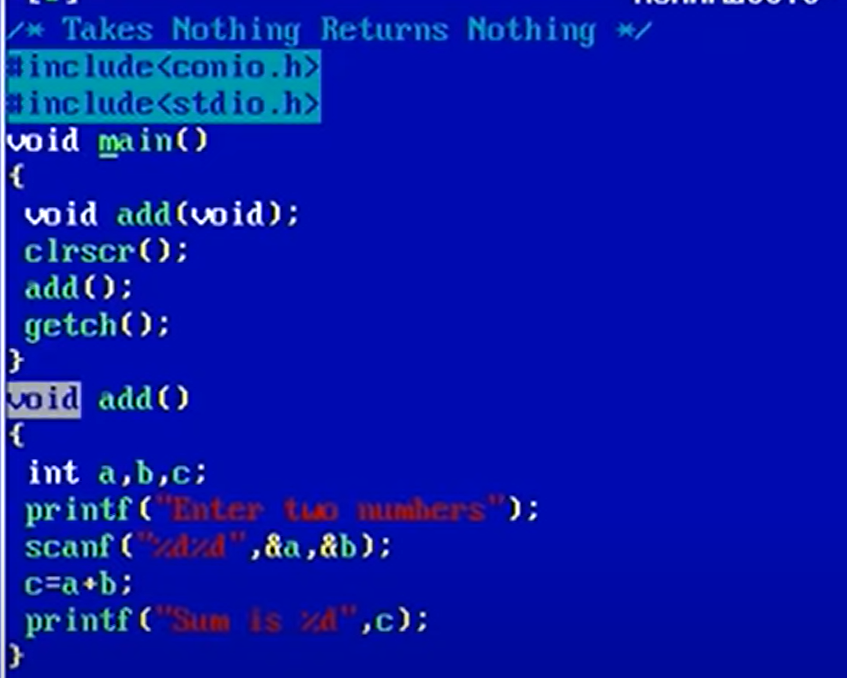 /* Takes Nothing Returns Nothing */
#include<conio.h>
#include<stdio.h>
void main()
{
void add(void);
clrscr();
add();
getch();
}
void add()
{
int a,b,c;
printf("Enter two numbers");
scanf("%d%d",&a,&b);
c=a+b;
printf("Sum is %d",c);
}